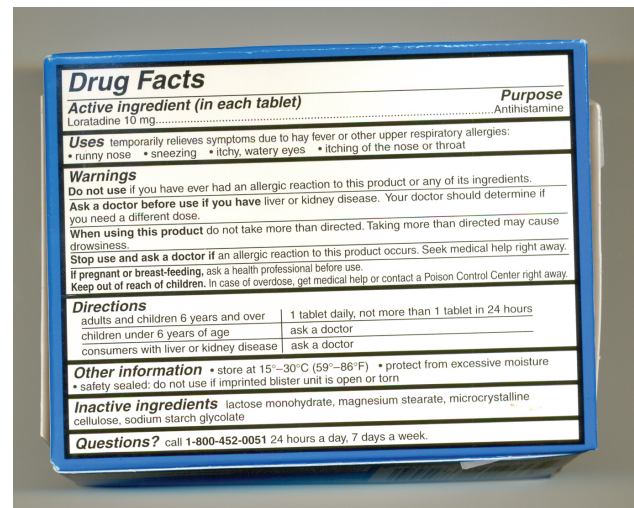 Drug Facts
Active ingredient (in each tablet) Purpose
Loratadine 10 mg..........................................................................Antihistamine
Uses temporarily relieves symptoms due to hay fever or other upper respiratory allergies:
• runny nose • sneezing • itchy, watery eyes • itching of the nose or throat
Warnings
Do not use if you have ever had an allergic reaction to this product or any of its ingredients.
Ask a doctor before use if you have liver or kidney disease. Your doctor should determine if
you need a different dose.
When using this product do not take more than directed. Taking more than directed may cause
drowsiness.
Stop use and ask a doctor if an allergic reaction to this product occurs. Seek medical help right away.
If pregnant or breast-feeding, ask a health professional before use.
Keep out of reach of children. In case of overdose, get medical help or contact a Poison Control Center right away.
Directions
adults and children 6 years and over 1 tablet daily, not more than 1 tablet in 24 hours
children under 6 years of age ask a doctor
consumers with liver or kidney disease ask a doctor
Other information • store at 15°–30°C (59°–86°F) • protect from excessive moisture
• safety sealed: do not use if imprinted blister unit is open or torn
Inactive ingredients lactose monohydrate, magnesium stearate, microcrystalline
cellulose, sodium starch glycolate
Questions? call 1-800-452-0051 24 hours a day, 7 days a week.